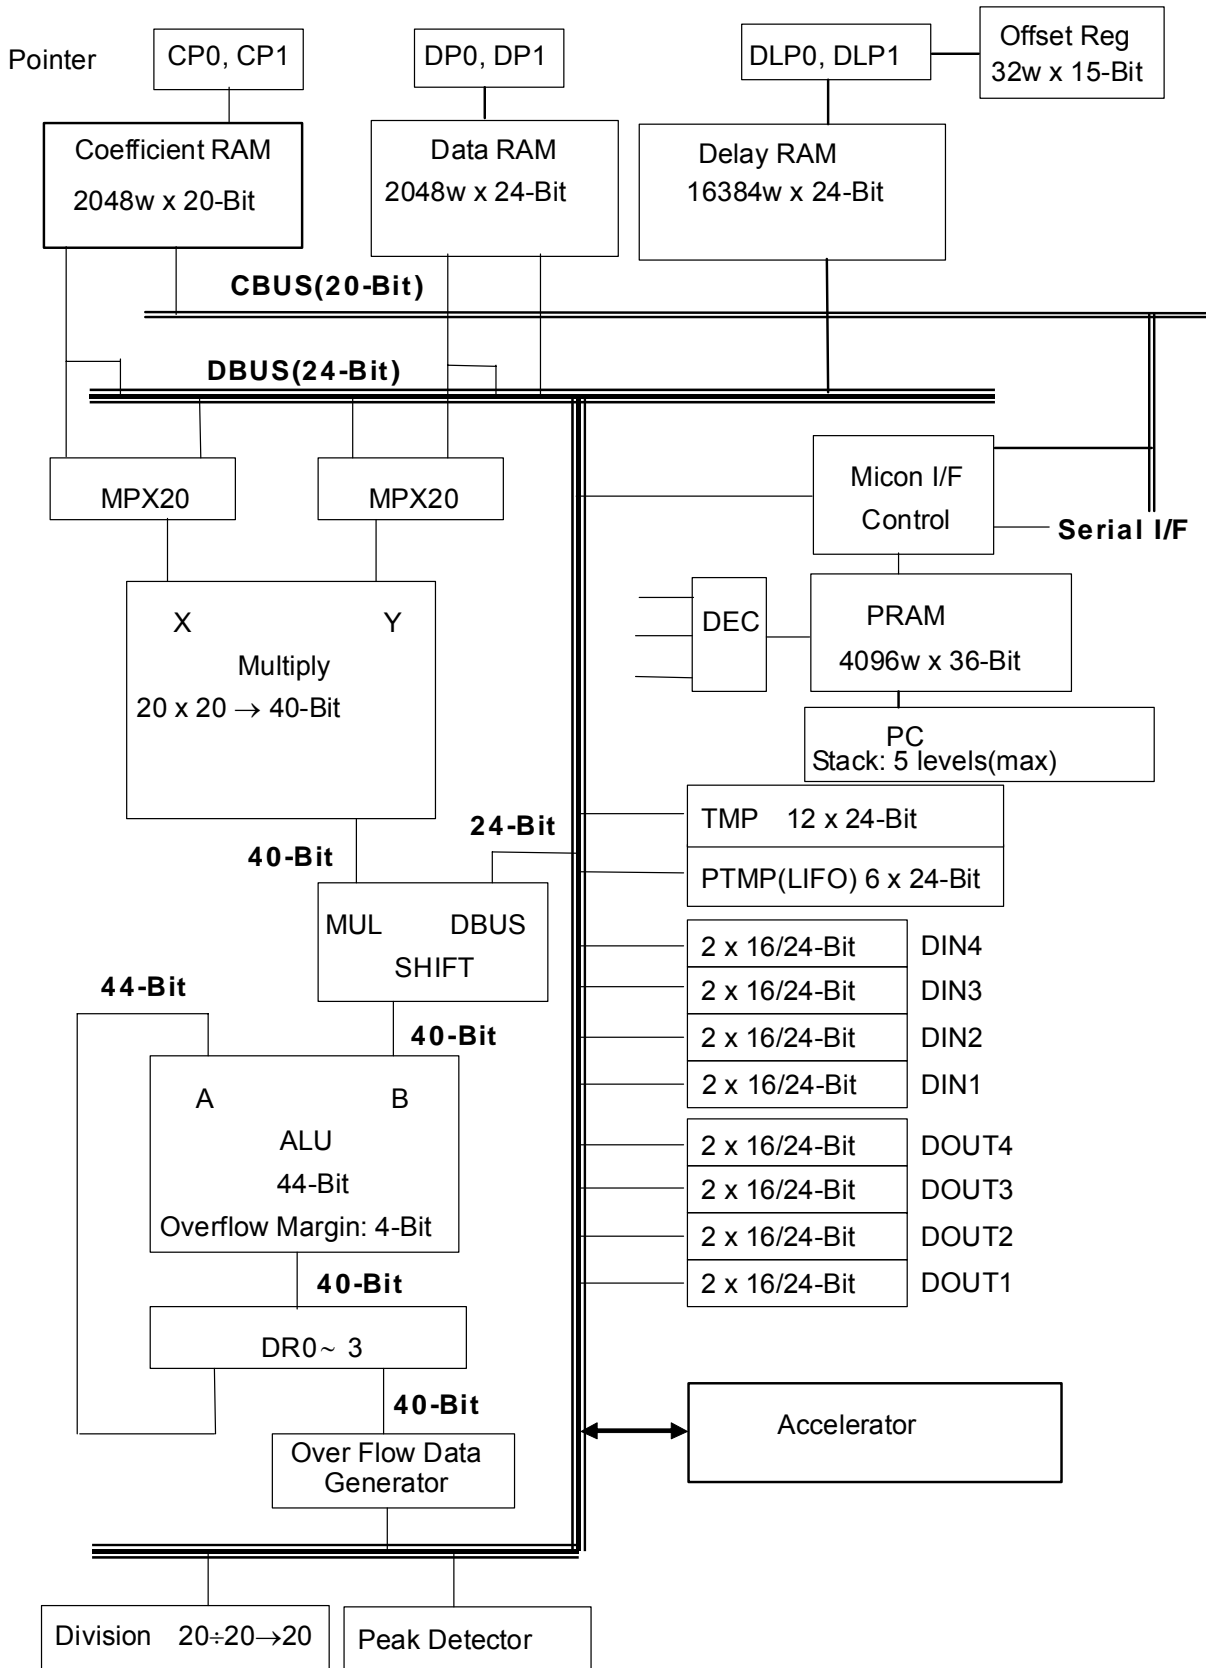 Pointer
CP0, CP1
DP0, DP1
DLP0, DLP1
Offset Reg
32w x 15-Bit
Coefficient RAM
2048w x 20-Bit
Data RAM
2048w x 24-Bit
Delay RAM
16384w x 24-Bit
CBUS(20-Bit)
DBUS(24-Bit)
MPX20
MPX20
Micon I/F
Control
Serial I/F
X
Y
Multiply
20 x 20 → 40-Bit
DEC
PRAM
4096w x 36-Bit
PC
Stack: 5 levels(max)
24-Bit
40-Bit
TMP 12 x 24-Bit
PTMP(LIFO) 6 x 24-Bit
MUL
DBUS
SHIFT
2 x 16/24-Bit DIN4
2 x 16/24-Bit DIN3
2 x 16/24-Bit DIN2
2 x 16/24-Bit DIN1
44-Bit
40-Bit
A
B
ALU
44-Bit
Overflow Margin: 4-Bit
2 x 16/24-Bit DOUT4
2 x 16/24-Bit DOUT3
2 x 16/24-Bit DOUT2
2 x 16/24-Bit DOUT1
40-Bit
DR0~ 3
40-Bit
Over Flow Data
Generator
Accelerator
Division 20÷20→20
Peak Detector